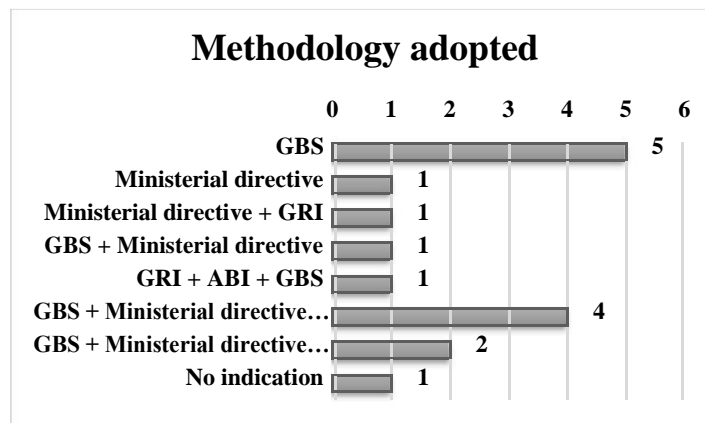 Methodology adopted
0 1 2 3 4 5 6
GBS 5
Ministerial directive 1
Ministerial directive + GRI 1
GBS + Ministerial directive 1
GRI + ABI + GBS 1
GBS + Ministerial directive… 4
GBS + Ministerial directive… 2
No indication 1